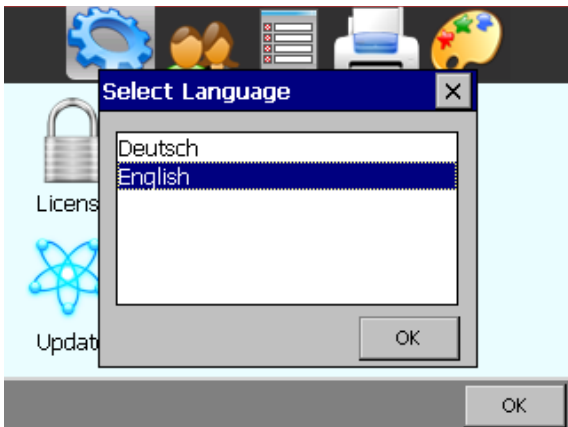 Select Language
Deutsch
English
Licens
Updat
OK
OK